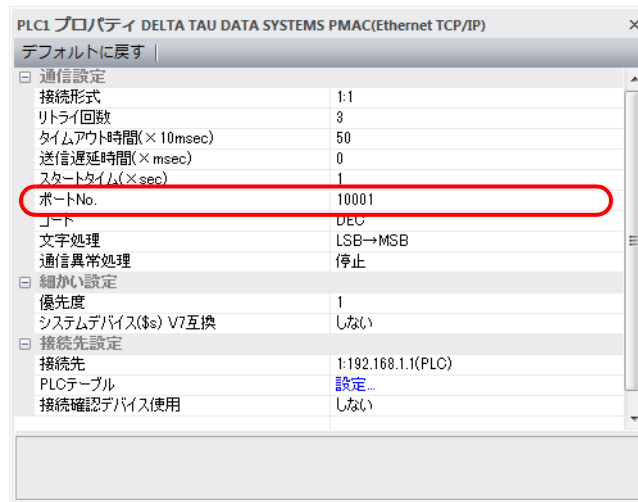 PLC1 プロパティ DELTA TAU DATA SYSTEMS PMAC(Ethernet TCP/IP) ×
デフォルトに戻す
通信設定
接続形式 1:1
リトライ回数 3
タイムアウト時間(×10msec) 50
送信遅延時間(×msec) 0
スタートタイム(×sec) 1
ポートNo. 10001
コード DEC
文字処理 LSB→MSB
通信異常処理 停止
細かい設定
優先度 1
システムデバイス($s) V7互換 しない
接続先設定
接続先 1:192.168.1.1(PLC)
PLCテーブル 設定...
接続確認デバイス使用 しない